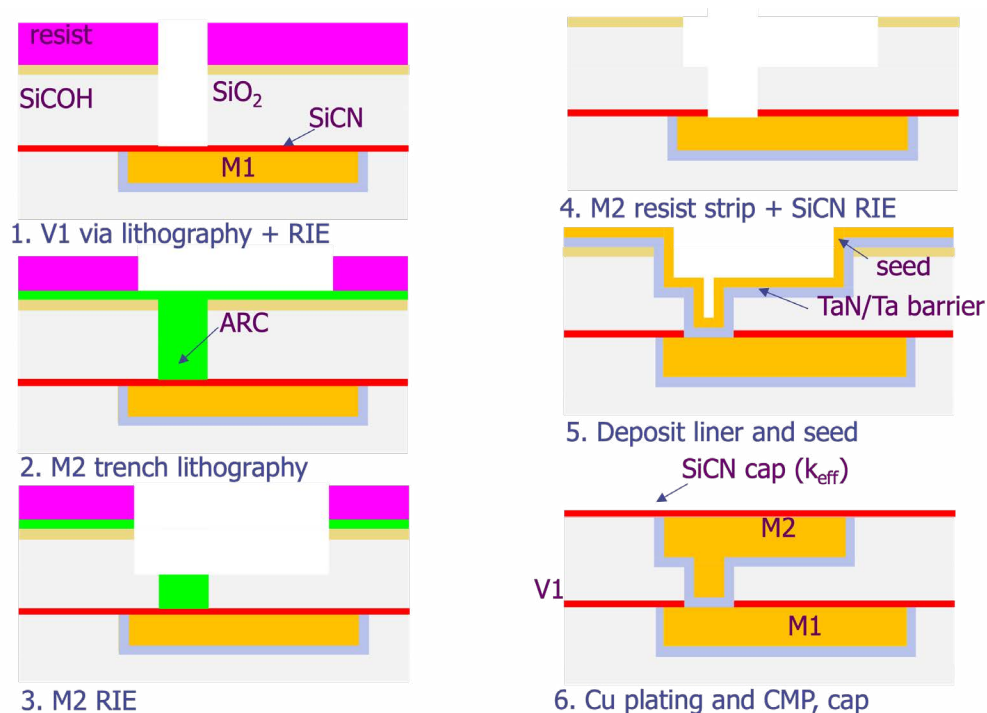 resist
SiCOH
SiO₂
SiCN
M1
1. V1 via lithography + RIE
ARC
2. M2 trench lithography
3. M2 RIE
4. M2 resist strip + SiCN RIE
seed
TaN/Ta barrier
5. Deposit liner and seed
SiCN cap (kₑff)
M2
V1
M1
6. Cu plating and CMP, cap